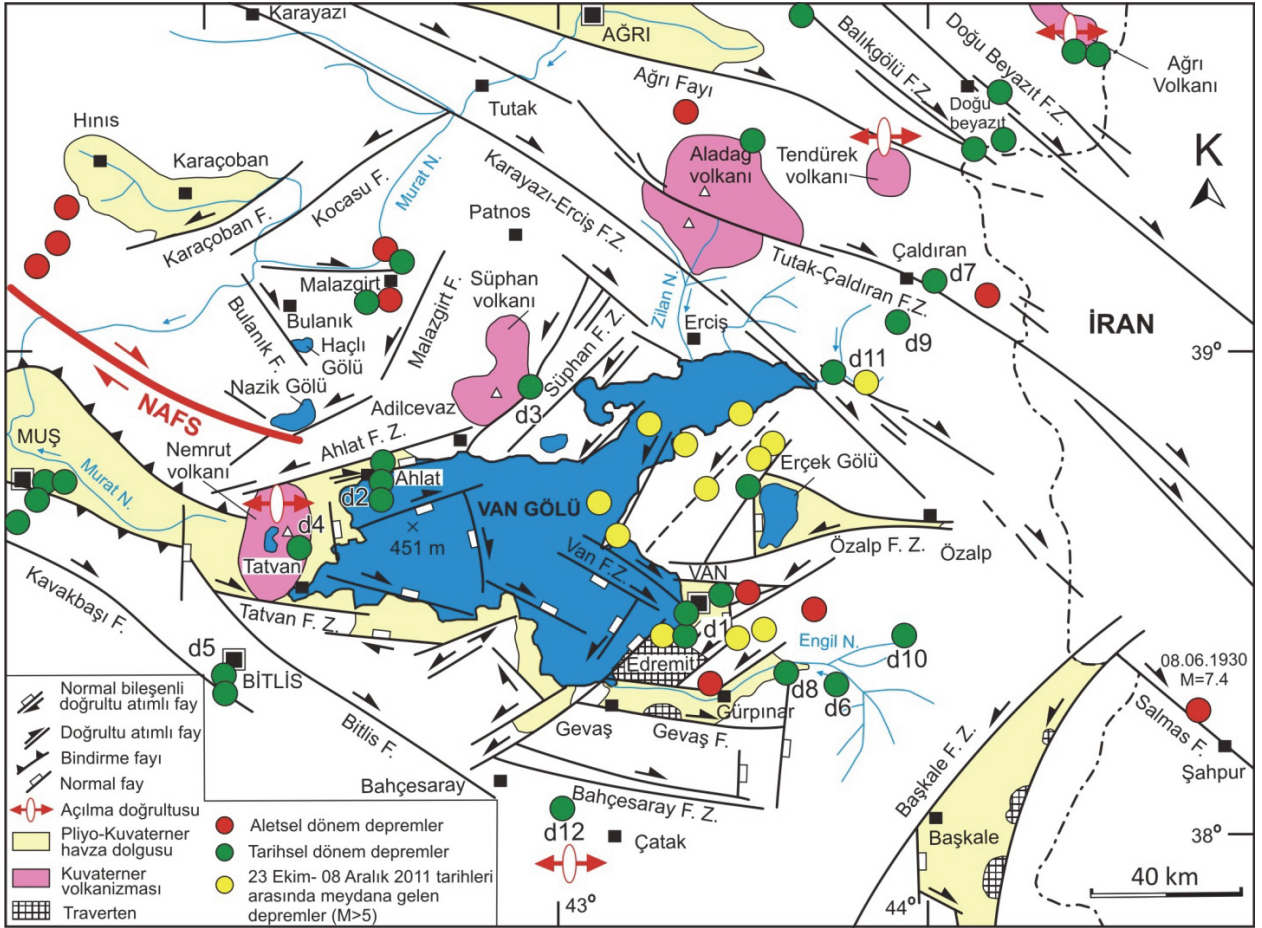 Karayazı
AĞRI
Tutak
Ağrı Fayı
Balıkgölü F.Z.
Doğu Beyazıt F.Z.
Doğu
beyazıt
Ağrı
Volkanı
K
Hınıs
Karaçoban
Karaçoban F.
Kocasu F.
Murat N.
Karayazı-Erciş F.Z.
Aladag
volkanı
Tendürek
volkanı
Patnos
Malazgirt
Bulanık
Bulanık F.
Haçlı
Gölü
Malazgirt F.
Süphan
volkanı
Süphan F. Z.
Zilan N.
Erciş
Tutak-Çaldıran F.Z.
Çaldıran
d7
d9
d11
İRAN
39°
NAFS
Nazik Gölü
Adilcevaz
d3
MUŞ
Murat N.
Nemrut
volkanı
Ahlat F. Z.
Ahlat
d2
d4
Tatvan
VAN GÖLÜ
451 m
Erçek Gölü
Özalp F. Z.
Özalp
Van F.Z.
VAN
d1
Edremit
Engil N.
d10
d8
d6
Gürpınar
Gevaş
Gevaş F.
Kavakbaşı F.
Tatvan F. Z.
d5
BİTLİS
Bitlis F.
Bahçesaray
Bahçesaray F. Z.
d12
Çatak
Başkale F. Z.
Başkale
08.06.1930
M=7.4
Salmas F.
Şahpur
38°
43°
44°
40 km
Normal bileşenli
doğrultu atımlı fay
Doğrultu atımlı fay
Bindirme fayı
Normal fay
Açılma doğrultusu
Pliyo-Kuvaterner
havza dolgusu
Kuvaterner
volkanizması
Traverten
Aletsel dönem depremler
Tarihsel dönem depremler
23 Ekim- 08 Aralık 2011 tarihleri
arasında meydana gelen
depremler (M>5)